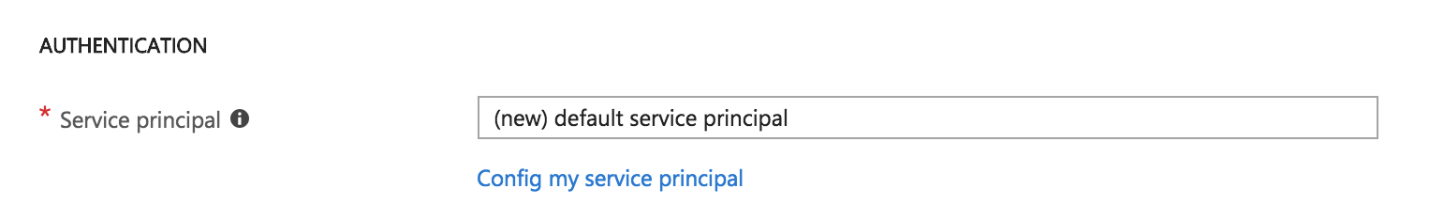 AUTHENTICATION
* Service principal
(new) default service principal
Config my service principal